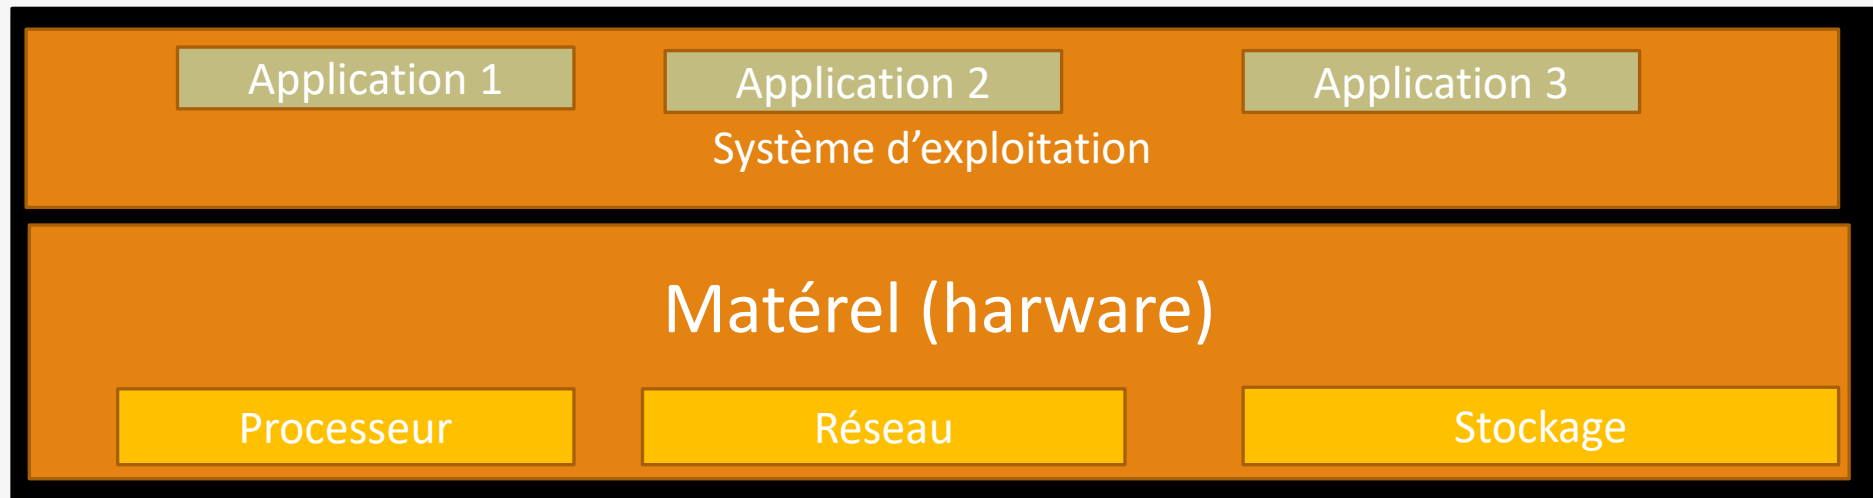 Application 1
Application 2
Application 3
Système d’exploitation
Matérel (harware)
Processeur
Réseau
Stockage